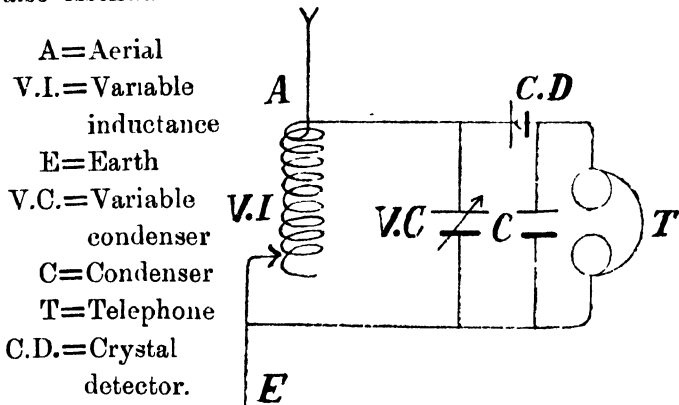 A=Aerial
V.I.=Variable
inductance
E=Earth
V.C.=Variable
condenser
C=Condenser
T=Telephone
C.D.=Crystal
detector.
A
C.D
V.I
V.C
C
T
E